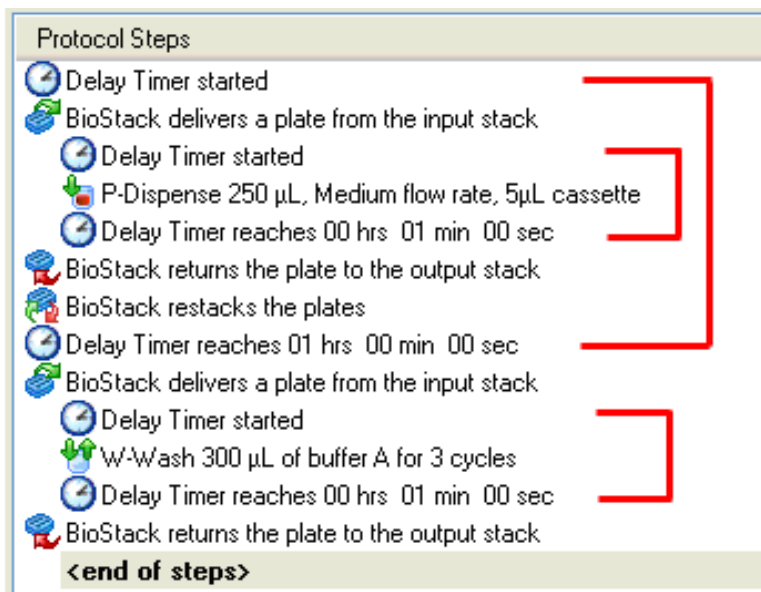 Protocol Steps
Delay Timer started
BioStack delivers a plate from the input stack
Delay Timer started
P-Dispense 250 µL, Medium flow rate, 5µL cassette
Delay Timer reaches 00 hrs  01 min  00 sec
BioStack returns the plate to the output stack
BioStack restacks the plates
Delay Timer reaches 01 hrs  00 min  00 sec
BioStack delivers a plate from the input stack
Delay Timer started
W-Wash 300 µL of buffer A for 3 cycles
Delay Timer reaches 00 hrs  01 min  00 sec
BioStack returns the plate to the output stack
<end of steps>